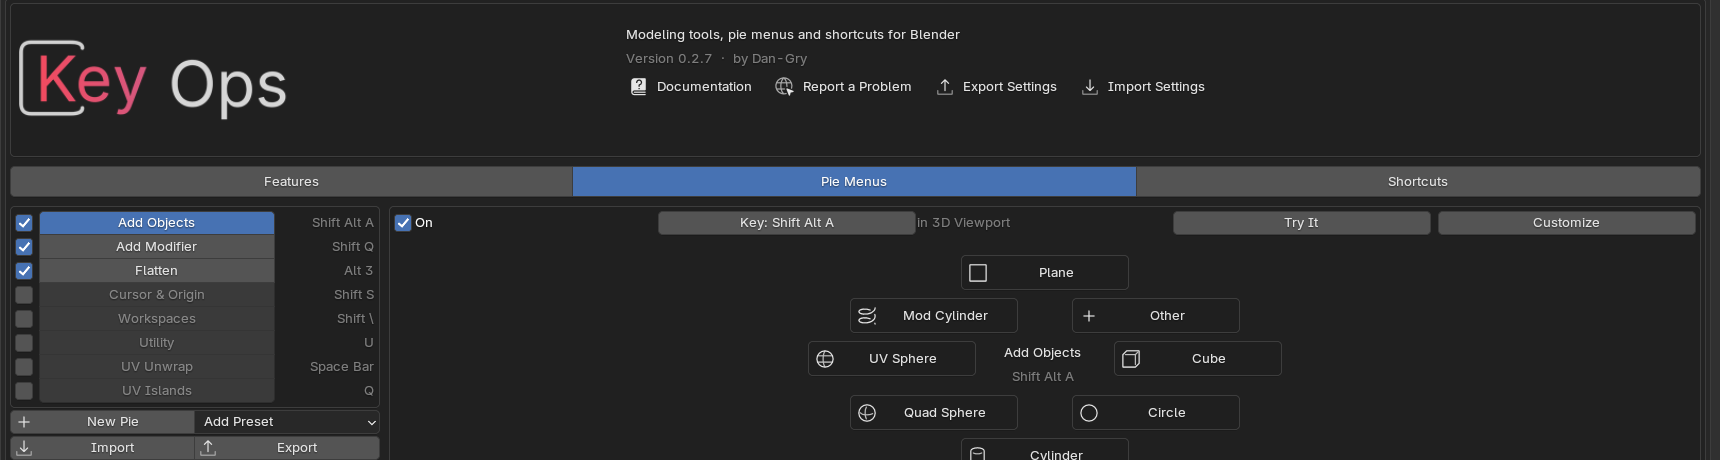 Key Ops
Modeling tools, pie menus and shortcuts for Blender
Version 0.2.7 · by Dan-Gry
Documentation Report a Problem Export Settings Import Settings
Features Pie Menus Shortcuts
Add Objects Shift Alt A
Add Modifier Shift Q
Flatten Alt 3
Cursor & Origin Shift S
Workspaces Shift \
Utility U
UV Unwrap Space Bar
UV Islands Q
New Pie Add Preset
Import Export
On Key: Shift Alt A in 3D Viewport Try It Customize
Plane
Mod Cylinder Other
UV Sphere Add Objects Cube
Shift Alt A
Quad Sphere Circle
Cylinder